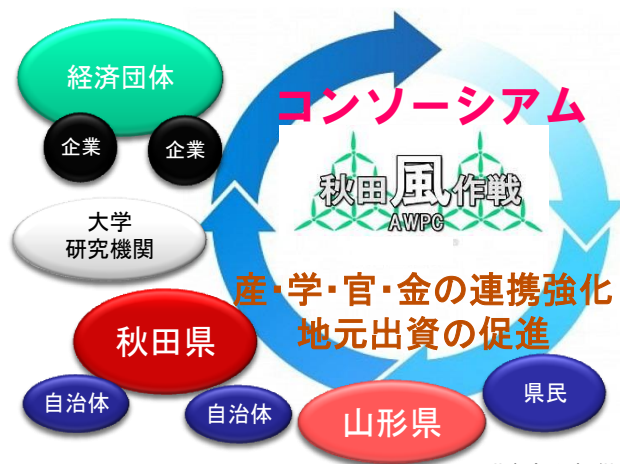 経済団体
企業
企業
コンソーシアム
秋田風作戦
AWPC
大学
研究機関
産・学・官・金の連携強化
地元出資の促進
秋田県
自治体
自治体
山形県
県民